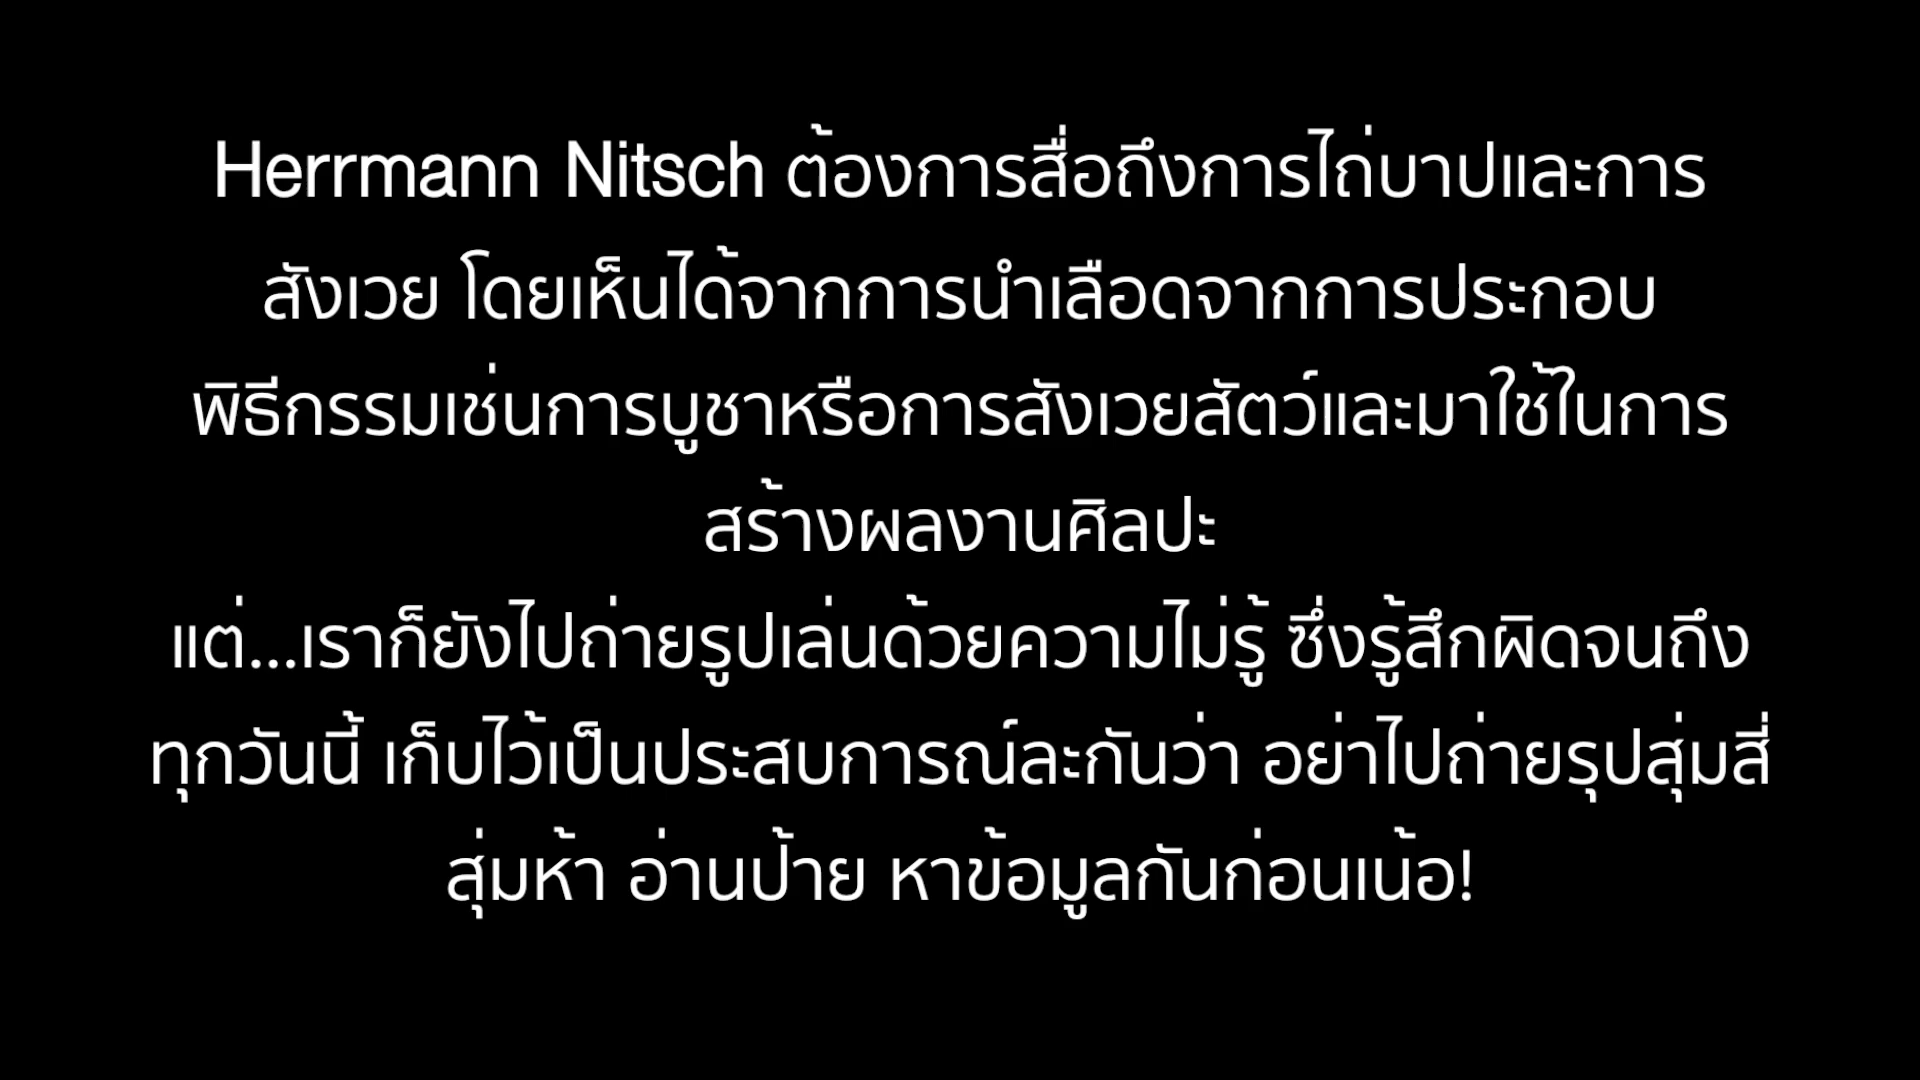 Herrmann Nitsch ต้องการสื่อถึงการไถ่บาปและการ
สังเวย โดยเห็นได้จากการนำเลือดจากการประกอบ
พิธีกรรมเช่นการบูชาหรือการสังเวยสัตว์และมาใช้ในการ
สร้างผลงานศิลปะ
แต่...เราก็ยังไปถ่ายรูปเล่นด้วยความไม่รู้ ซึ่งรู้สึกผิดจนถึง
ทุกวันนี้ เก็บไว้เป็นประสบการณ์ละกันว่า อย่าไปถ่ายรุปสุ่มสี่
สุ่มห้า อ่านป้าย หาข้อมูลกันก่อนเน้อ!